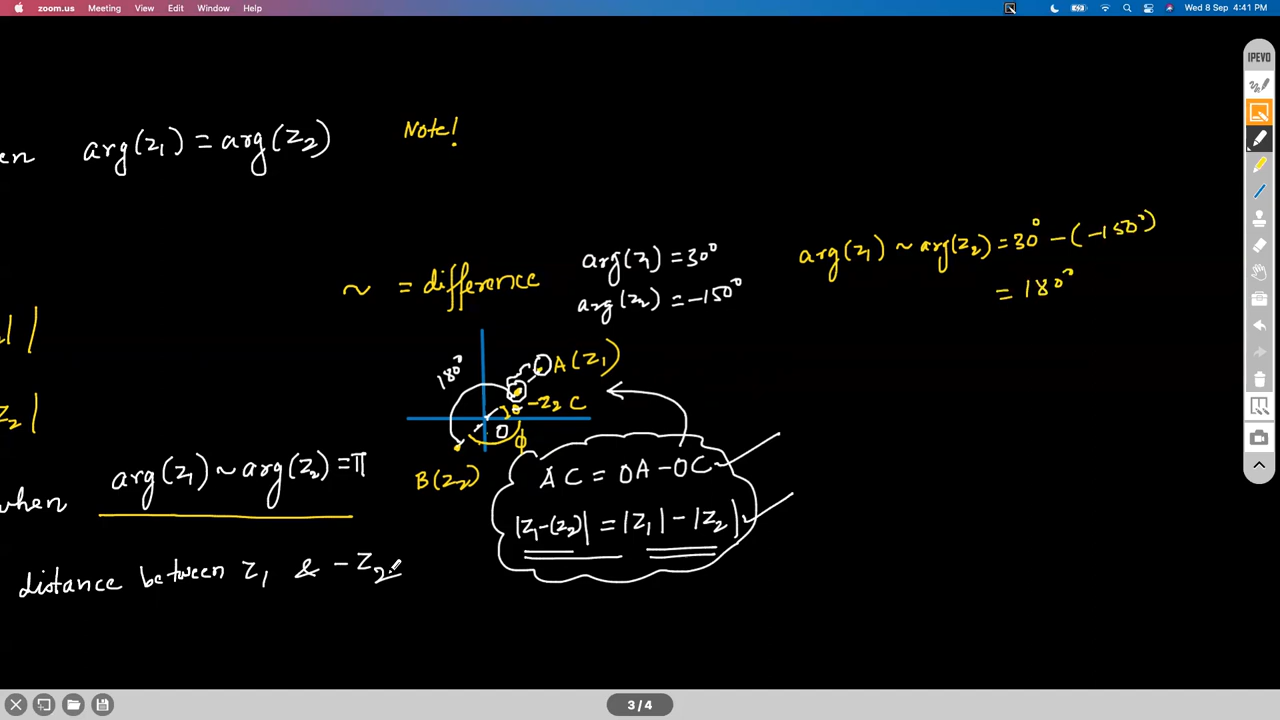 zoom.us Meeting View Edit Window Help Wed 8 Sep 4:41 PM
IPEVO
arg(z₁) = arg(z₂) Note!
~ = difference
arg(z₁) = 30°
arg(z₂) = -150°
arg(z₁) ~ arg(z₂) = 30° - (-150°)
= 180°
180°
A(z₁)
-z₂ C
B(z₂)
z₂|
when arg(z₁) ~ arg(z₂) = π
AC = OA - OC
|z₁-(z₂)| = |z₁| - |z₂|
distance between z₁ & -z₂
3/4